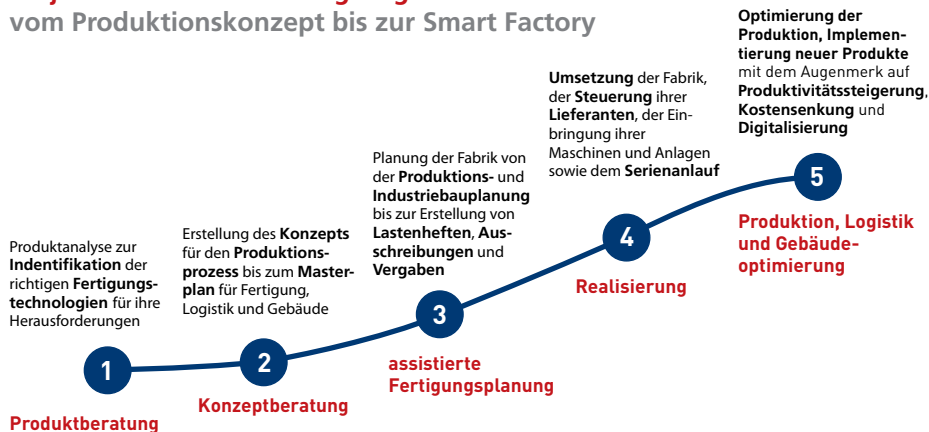 vom Produktionskonzept bis zur Smart Factory
Produktanalyse zur
Indentifikation der
richtigen Fertigungs-
technologien für ihre
Herausforderungen
1
Produktberatung
Erstellung des Konzepts
für den Produktions-
prozess bis zum Master-
plan für Fertigung,
Logistik und Gebäude
2
Konzeptberatung
Planung der Fabrik von
der Produktions- und
Industriebauplanung
bis zur Erstellung von
Lastenheften, Aus-
schreibungen und
Vergaben
3
assistierte
Fertigungsplanung
Umsetzung der Fabrik,
der Steuerung ihrer
Lieferanten, der Ein-
bringung ihrer
Maschinen und Anlagen
sowie dem Serienanlauf
4
Realisierung
Optimierung der
Produktion, Implemen-
tierung neuer Produkte
mit dem Augenmerk auf
Produktivitätssteigerung,
Kostensenkung und
Digitalisierung
5
Produktion, Logistik
und Gebäude-
optimierung